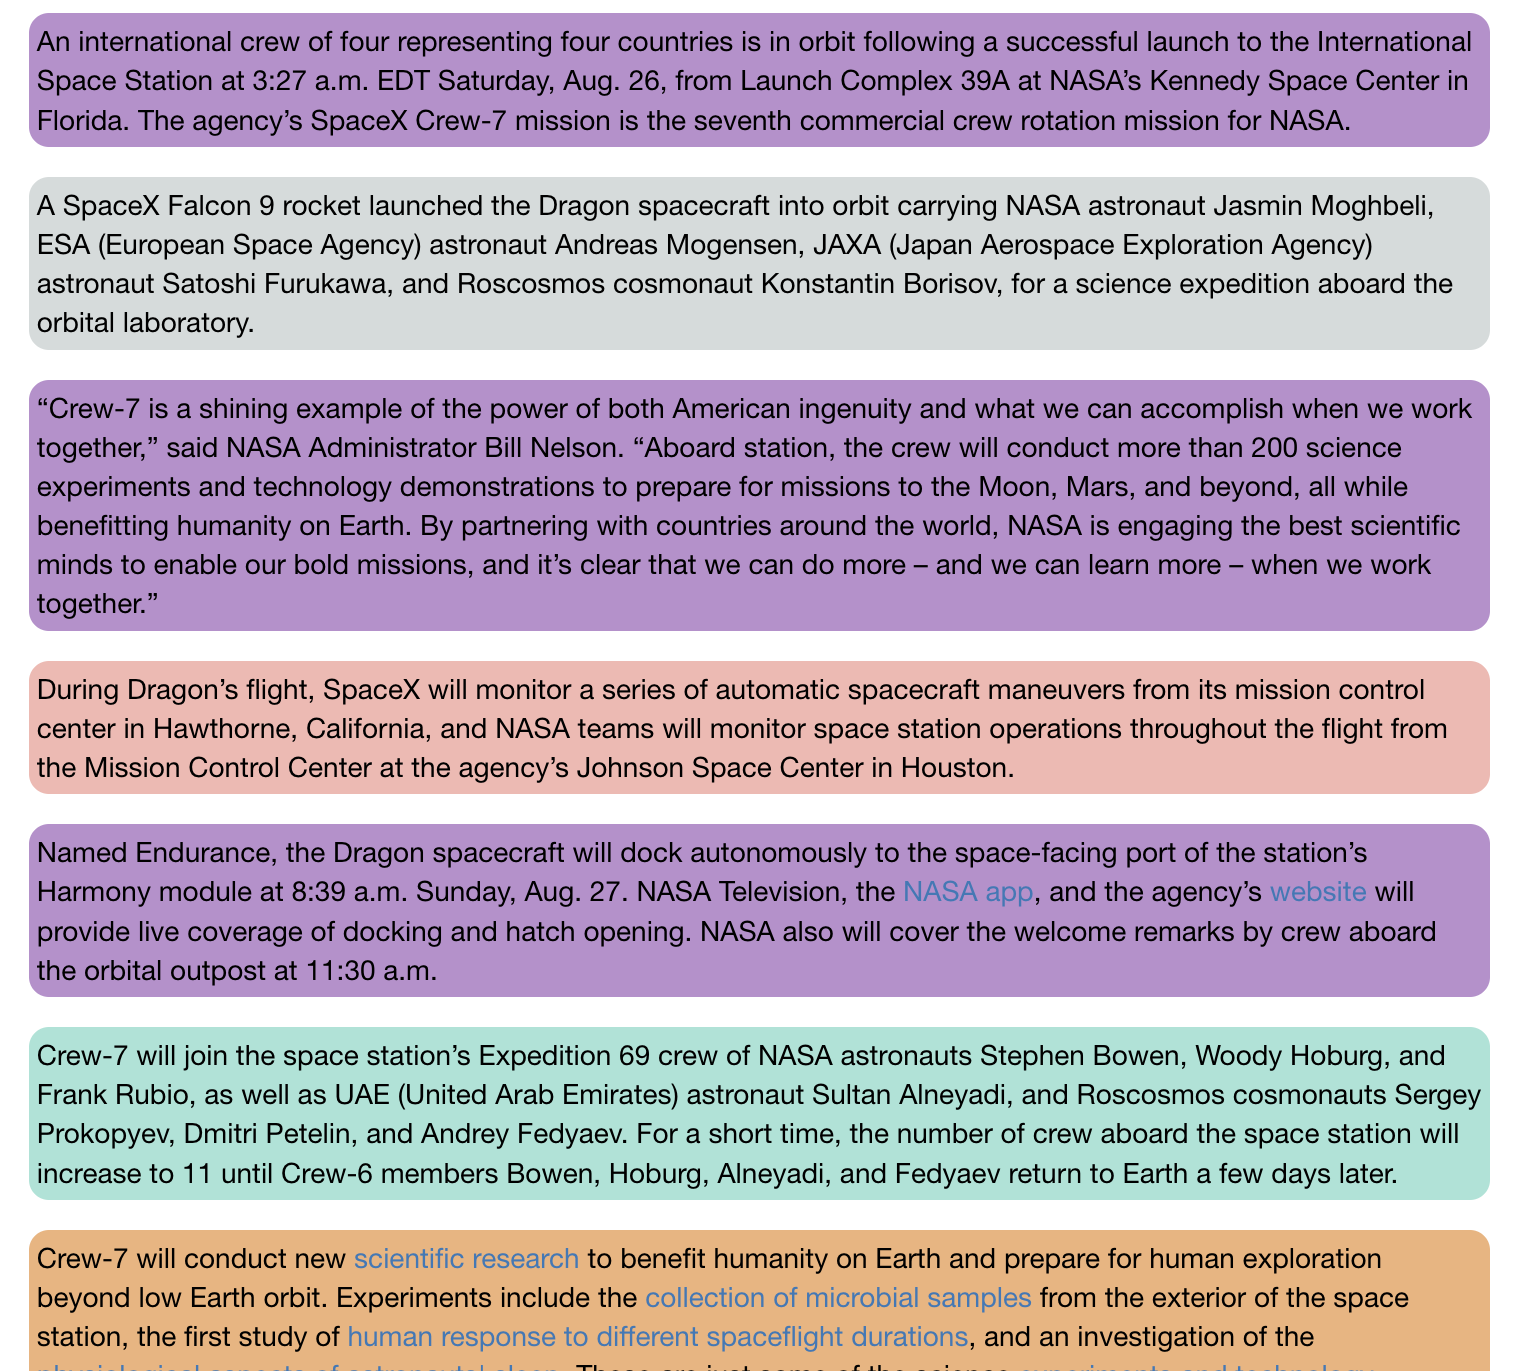 An international crew of four representing four countries is in orbit following a successful launch to the International
Space Station at 3:27 a.m. EDT Saturday, Aug. 26, from Launch Complex 39A at NASA’s Kennedy Space Center in
Florida. The agency’s SpaceX Crew-7 mission is the seventh commercial crew rotation mission for NASA.
A SpaceX Falcon 9 rocket launched the Dragon spacecraft into orbit carrying NASA astronaut Jasmin Moghbeli,
ESA (European Space Agency) astronaut Andreas Mogensen, JAXA (Japan Aerospace Exploration Agency)
astronaut Satoshi Furukawa, and Roscosmos cosmonaut Konstantin Borisov, for a science expedition aboard the
orbital laboratory.
“Crew-7 is a shining example of the power of both American ingenuity and what we can accomplish when we work
together,” said NASA Administrator Bill Nelson. “Aboard station, the crew will conduct more than 200 science
experiments and technology demonstrations to prepare for missions to the Moon, Mars, and beyond, all while
benefitting humanity on Earth. By partnering with countries around the world, NASA is engaging the best scientific
minds to enable our bold missions, and it’s clear that we can do more – and we can learn more – when we work
together.”
During Dragon’s flight, SpaceX will monitor a series of automatic spacecraft maneuvers from its mission control
center in Hawthorne, California, and NASA teams will monitor space station operations throughout the flight from
the Mission Control Center at the agency’s Johnson Space Center in Houston.
Named Endurance, the Dragon spacecraft will dock autonomously to the space-facing port of the station’s
Harmony module at 8:39 a.m. Sunday, Aug. 27. NASA Television, the NASA app, and the agency’s website will
provide live coverage of docking and hatch opening. NASA also will cover the welcome remarks by crew aboard
the orbital outpost at 11:30 a.m.
Crew-7 will join the space station’s Expedition 69 crew of NASA astronauts Stephen Bowen, Woody Hoburg, and
Frank Rubio, as well as UAE (United Arab Emirates) astronaut Sultan Alneyadi, and Roscosmos cosmonauts Sergey
Prokopyev, Dmitri Petelin, and Andrey Fedyaev. For a short time, the number of crew aboard the space station will
increase to 11 until Crew-6 members Bowen, Hoburg, Alneyadi, and Fedyaev return to Earth a few days later.
Crew-7 will conduct new scientific research to benefit humanity on Earth and prepare for human exploration
beyond low Earth orbit. Experiments include the collection of microbial samples from the exterior of the space
station, the first study of human response to different spaceflight durations, and an investigation of the
physiological aspects of astronauts’ sleep. These are just some of the science experiments and technology